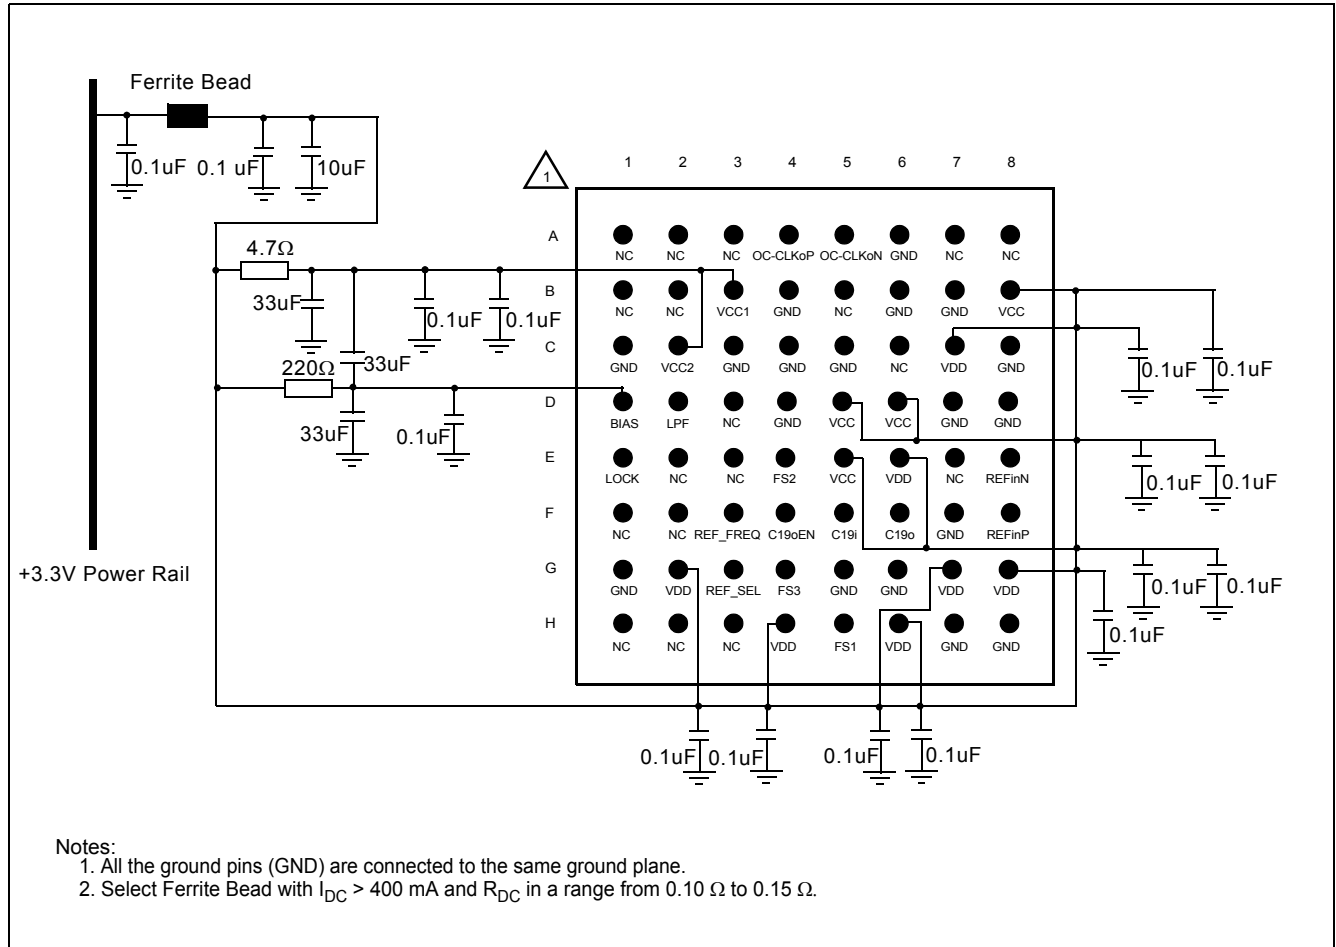 Ferrite Bead
0.1uF 0.1 uF 10uF
+3.3V Power Rail
4.7Ω
33uF 0.1uF 0.1uF
33uF
220Ω
33uF 0.1uF
1
1 2 3 4 5 6 7 8
A
NC NC NC OC-CLKoP OC-CLKoN GND NC NC
B
NC NC VCC1 GND NC GND GND VCC
C
GND VCC2 GND GND GND NC VDD GND
D
BIAS LPF NC GND VCC VCC GND GND
E
LOCK NC NC FS2 VCC VDD NC REFinN
F
NC NC REF_FREQ C19oEN C19i C19o GND REFinP
G
GND VDD REF_SEL FS3 GND GND VDD VDD
H
NC NC NC VDD FS1 VDD GND GND
0.1uF 0.1uF
0.1uF 0.1uF
0.1uF 0.1uF
0.1uF
0.1uF 0.1uF 0.1uF 0.1uF
Notes:
1. All the ground pins (GND) are connected to the same ground plane.
2. Select Ferrite Bead with IDC > 400 mA and RDC in a range from 0.10 Ω to 0.15 Ω.